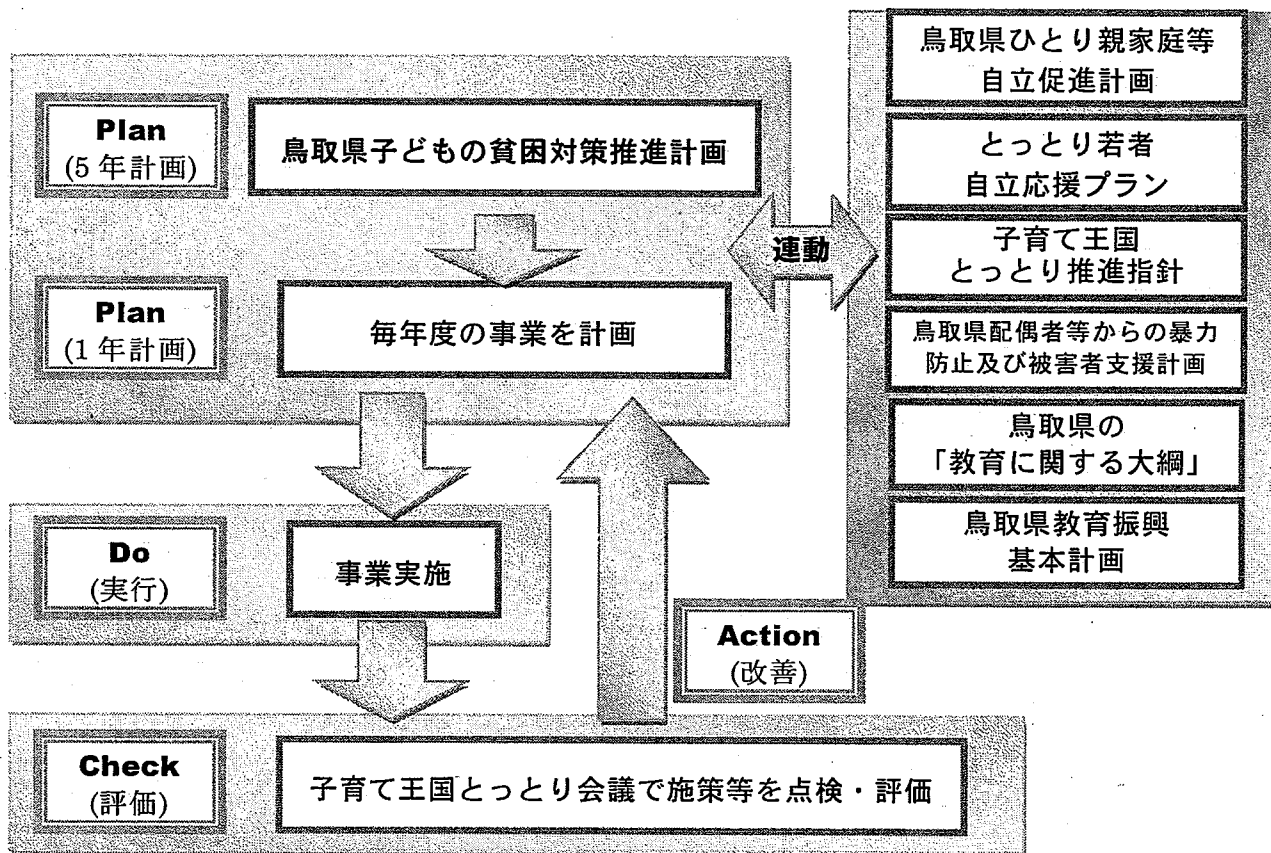 Plan
(5年計画)
鳥取県子どもの貧困対策推進計画
Plan
(1年計画)
毎年度の事業を計画
連動
鳥取県ひとり親家庭等
自立促進計画
とっとり若者
自立応援プラン
子育て王国
とっとり推進指針
鳥取県配偶者等からの暴力
防止及び被害者支援計画
鳥取県の
「教育に関する大綱」
鳥取県教育振興
基本計画
Do
(実行)
事業実施
Action
(改善)
Check
(評価)
子育て王国とっとり会議で施策等を点検・評価